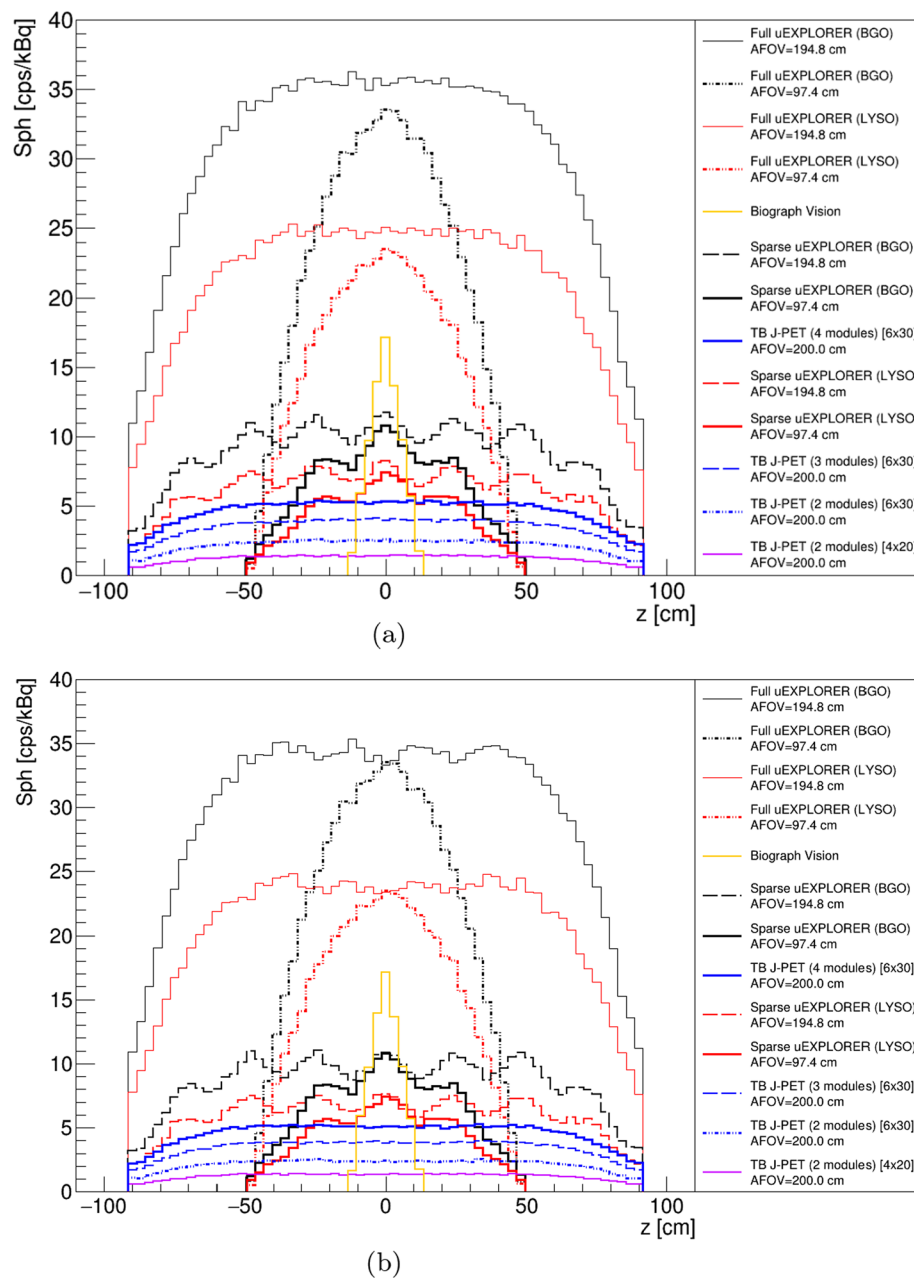 Sph [cps/kBq]
40
35
30
25
20
15
10
5
0
−100
−50
0
50
100
z [cm]
Full uEXPLORER (BGO)
AFOV=194.8 cm
Full uEXPLORER (BGO)
AFOV=97.4 cm
Full uEXPLORER (LYSO)
AFOV=194.8 cm
Full uEXPLORER (LYSO)
AFOV=97.4 cm
Biograph Vision
Sparse uEXPLORER (BGO)
AFOV=194.8 cm
Sparse uEXPLORER (BGO)
AFOV=97.4 cm
TB J-PET (4 modules) [6x30]
AFOV=200.0 cm
Sparse uEXPLORER (LYSO)
AFOV=194.8 cm
Sparse uEXPLORER (LYSO)
AFOV=97.4 cm
TB J-PET (3 modules) [6x30]
AFOV=200.0 cm
TB J-PET (2 modules) [6x30]
AFOV=200.0 cm
TB J-PET (2 modules) [4x20]
AFOV=200.0 cm
(a)
Sph [cps/kBq]
40
35
30
25
20
15
10
5
0
−100
−50
0
50
100
z [cm]
Full uEXPLORER (BGO)
AFOV=194.8 cm
Full uEXPLORER (BGO)
AFOV=97.4 cm
Full uEXPLORER (LYSO)
AFOV=194.8 cm
Full uEXPLORER (LYSO)
AFOV=97.4 cm
Biograph Vision
Sparse uEXPLORER (BGO)
AFOV=194.8 cm
Sparse uEXPLORER (BGO)
AFOV=97.4 cm
TB J-PET (4 modules) [6x30]
AFOV=200.0 cm
Sparse uEXPLORER (LYSO)
AFOV=194.8 cm
Sparse uEXPLORER (LYSO)
AFOV=97.4 cm
TB J-PET (3 modules) [6x30]
AFOV=200.0 cm
TB J-PET (2 modules) [6x30]
AFOV=200.0 cm
TB J-PET (2 modules) [4x20]
AFOV=200.0 cm
(b)